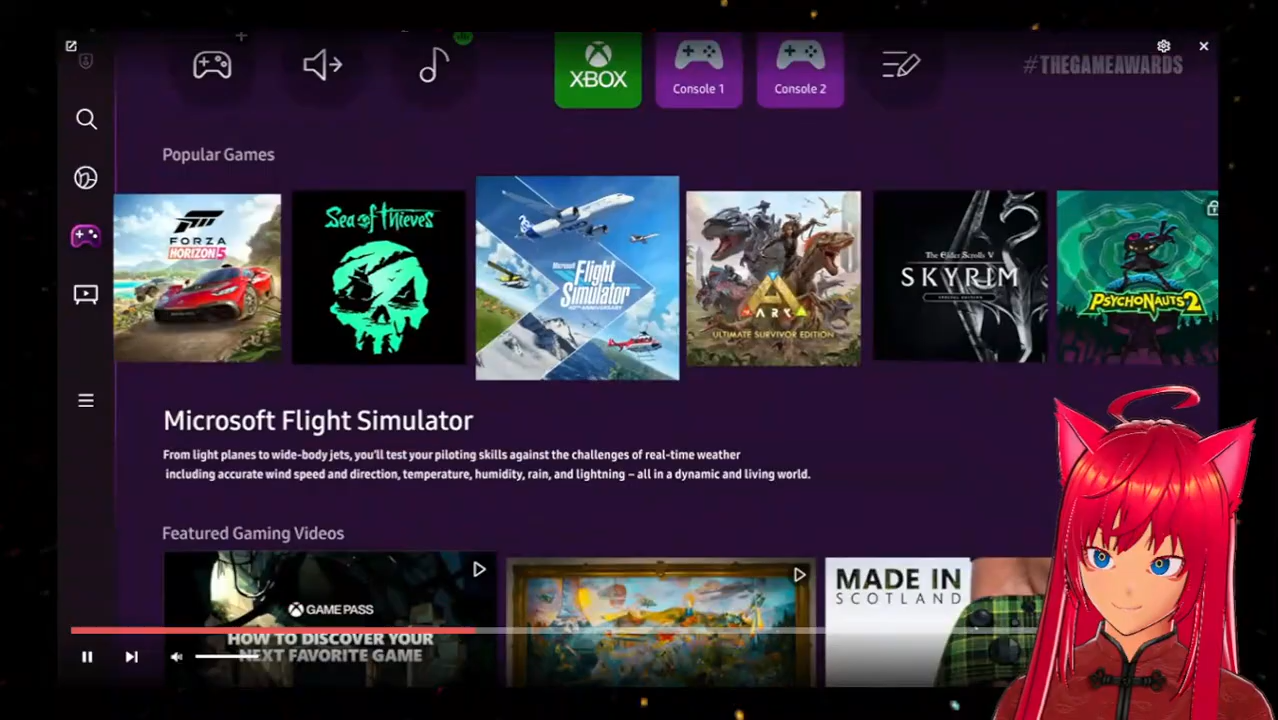 #THEGAMEAWARDS
XBOX
Console 1
Console 2
Popular Games
FORZA
HORIZON 5
Sea of Thieves
Microsoft
Flight
Simulator
40TH ANNIVERSARY
ARK
ULTIMATE SURVIVOR EDITION
The Elder Scrolls V
SKYRIM
SPECIAL EDITION
PSYCHONAUTS 2
Microsoft Flight Simulator
From light planes to wide-body jets, you'll test your piloting skills against the challenges of real-time weather
including accurate wind speed and direction, temperature, humidity, rain, and lightning – all in a dynamic and living world.
Featured Gaming Videos
GAME PASS
HOW TO DISCOVER YOUR
NEXT FAVORITE GAME
MADE IN
SCOTLAND